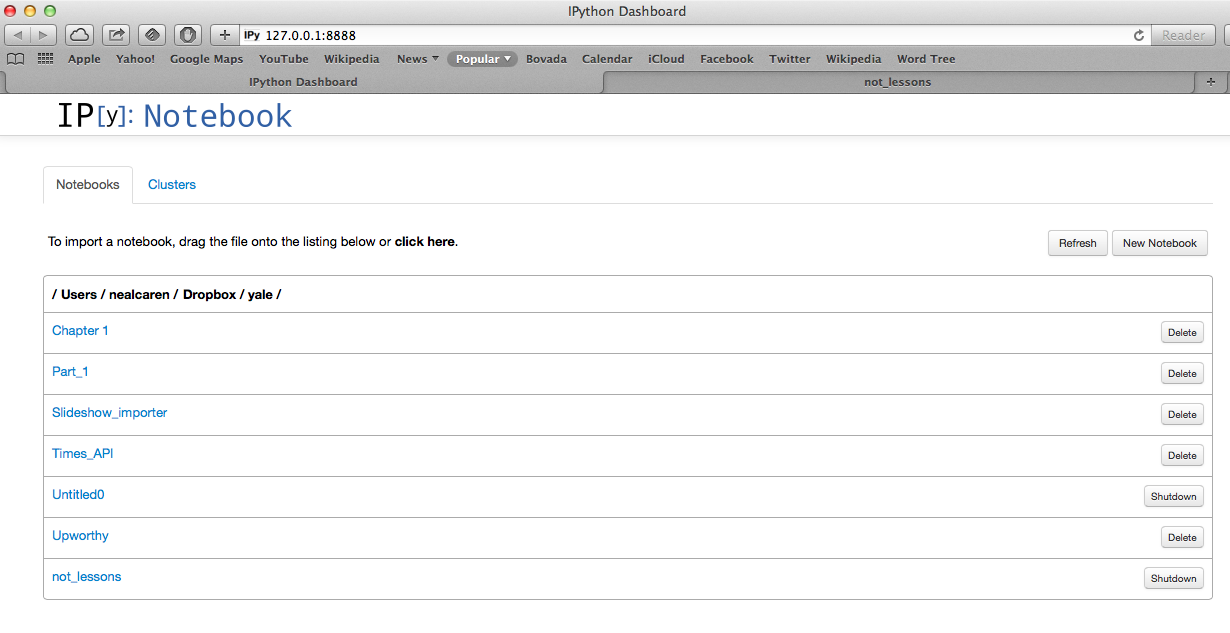 IPython Dashboard
IPy 127.0.0.1:8888 Reader
Apple Yahoo! Google Maps YouTube Wikipedia News Popular Bovada Calendar iCloud Facebook Twitter Wikipedia Word Tree
IPython Dashboard not_lessons +
IP[y]: Notebook
Notebooks Clusters
To import a notebook, drag the file onto the listing below or click here. Refresh New Notebook
/ Users / nealcaren / Dropbox / yale /
Chapter 1 Delete
Part_1 Delete
Slideshow_importer Delete
Times_API Delete
Untitled0 Shutdown
Upworthy Delete
not_lessons Shutdown